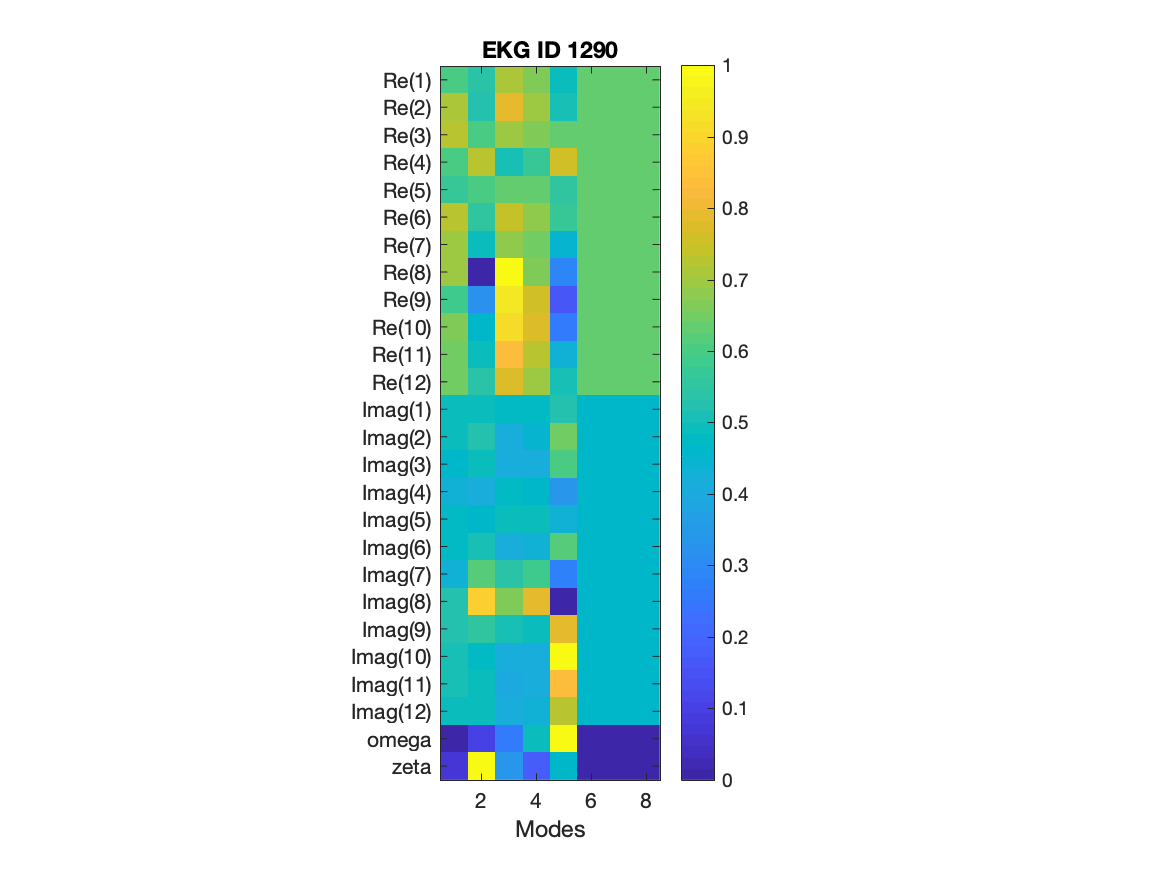 EKG ID 1290
Re(1)
Re(2)
Re(3)
Re(4)
Re(5)
Re(6)
Re(7)
Re(8)
Re(9)
Re(10)
Re(11)
Re(12)
Imag(1)
Imag(2)
Imag(3)
Imag(4)
Imag(5)
Imag(6)
Imag(7)
Imag(8)
Imag(9)
Imag(10)
Imag(11)
Imag(12)
omega
zeta
2 4 6 8
Modes
1
0.9
0.8
0.7
0.6
0.5
0.4
0.3
0.2
0.1
0